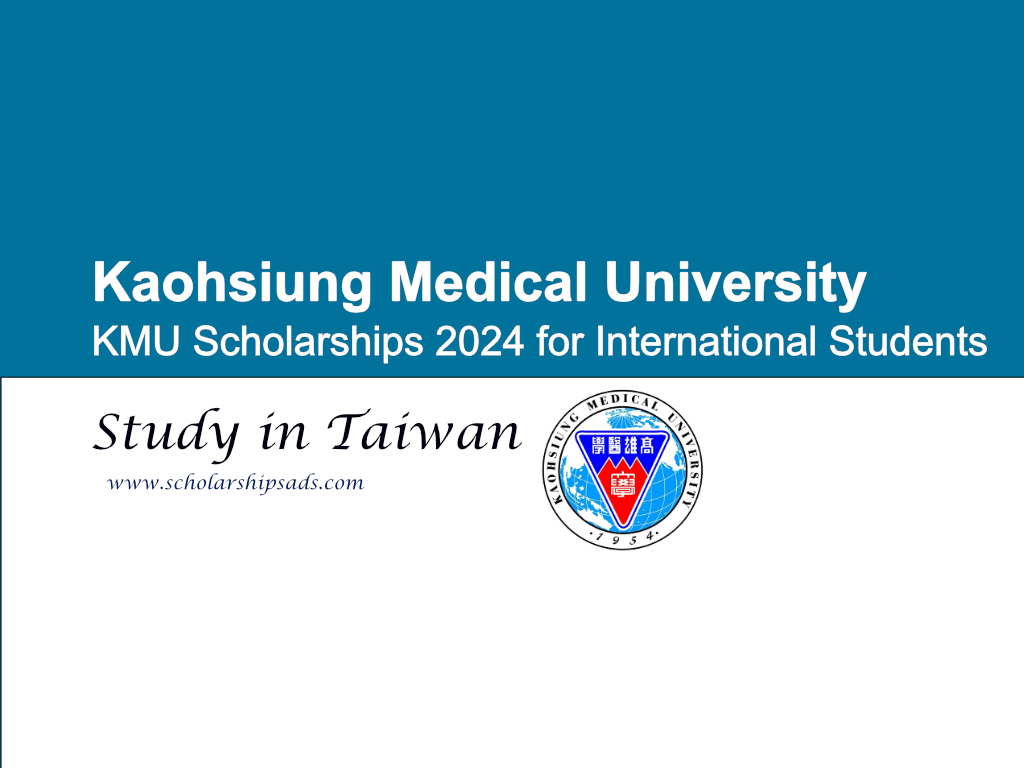 Kaohsiung Medical University
KMU Scholarships 2024 for International Students
Study in Taiwan
www.scholarshipsads.com
KAOHSIUNG MEDICAL UNIVERSITY
學醫雄髙
·1954·